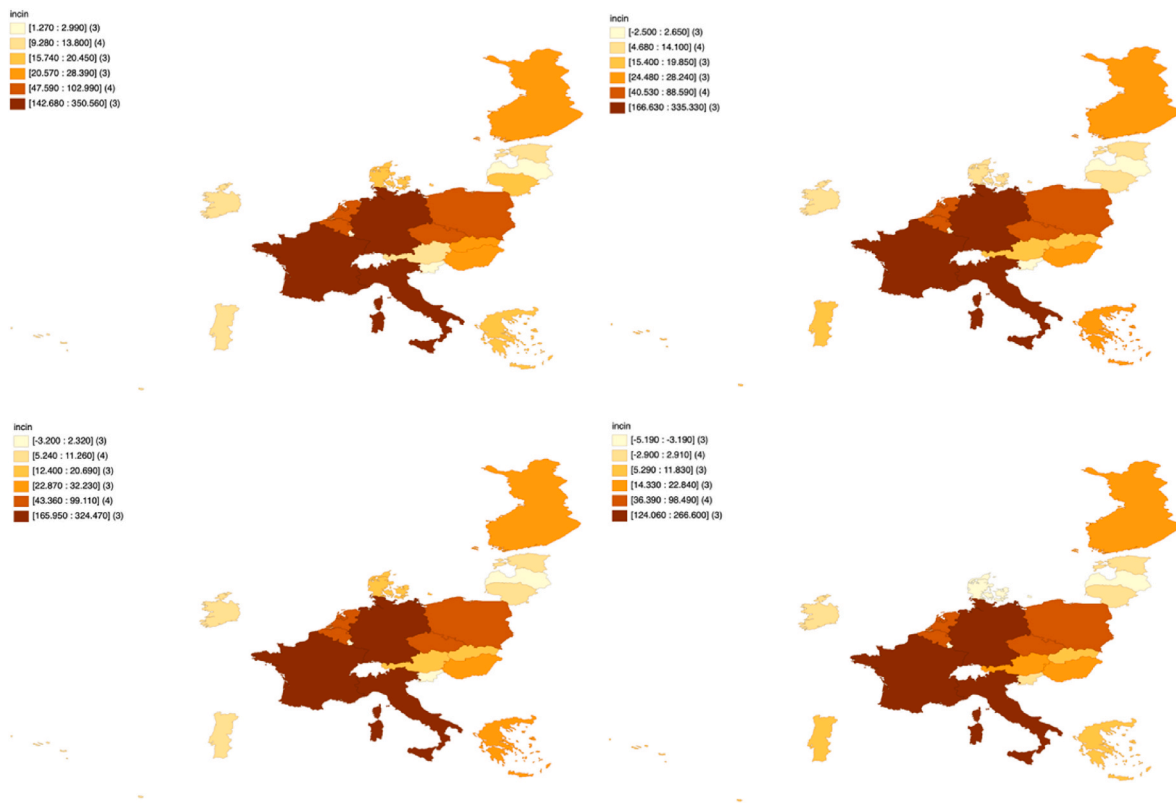 incin
[1.270 : 2.990] (3)
[9.280 : 13.800] (4)
[15.740 : 20.450] (3)
[20.570 : 28.390] (3)
[47.590 : 102.990] (4)
[142.680 : 350.560] (3)
incin
[-2.500 : 2.650] (3)
[4.680 : 14.100] (4)
[15.400 : 19.850] (3)
[24.480 : 28.240] (3)
[40.530 : 88.590] (4)
[166.630 : 335.330] (3)
incin
[-3.200 : 2.320] (3)
[5.240 : 11.260] (4)
[12.400 : 20.690] (3)
[22.870 : 32.230] (3)
[43.360 : 99.110] (4)
[165.950 : 324.470] (3)
incin
[-5.190 : -3.190] (3)
[-2.900 : 2.910] (4)
[5.290 : 11.830] (3)
[14.330 : 22.840] (3)
[36.390 : 98.490] (4)
[124.060 : 266.600] (3)